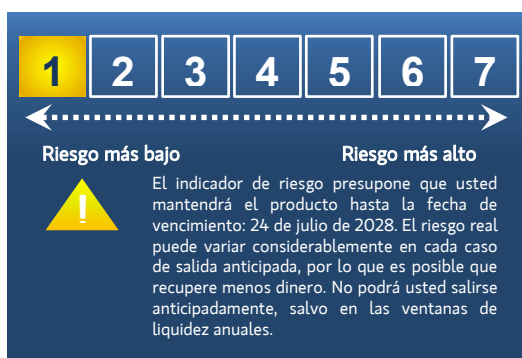 1 2 3 4 5 6 7
Riesgo más bajo Riesgo más alto
!
El indicador de riesgo presupone que usted
mantendrá el producto hasta la fecha de
vencimiento: 24 de julio de 2028. El riesgo real
puede variar considerablemente en cada caso
de salida anticipada, por lo que es posible que
recupere menos dinero. No podrá usted salirse
anticipadamente, salvo en las ventanas de
liquidez anuales.